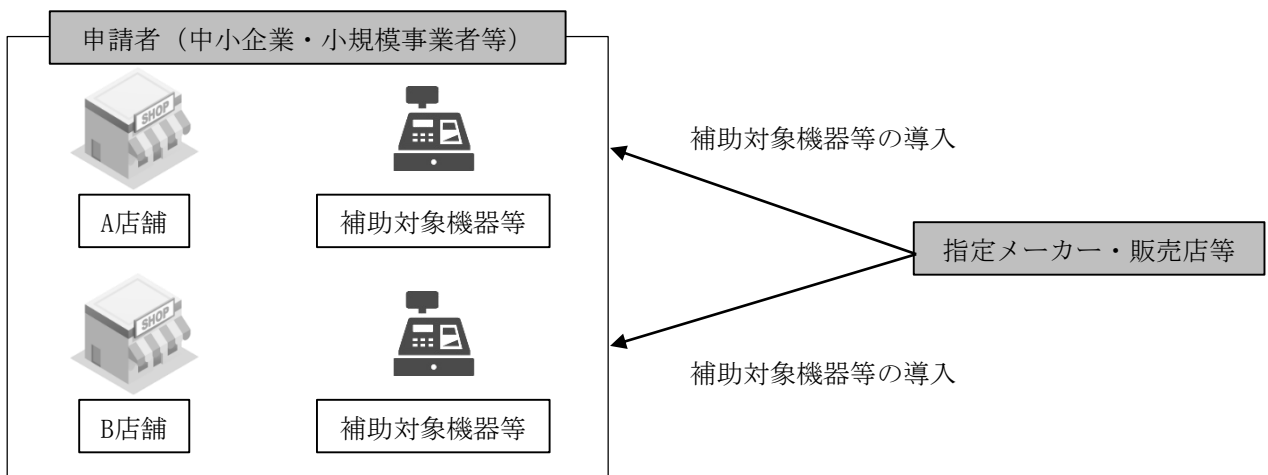 申請者（中小企業・小規模事業者等）
SHOP
A店舗
補助対象機器等
補助対象機器等の導入
指定メーカー・販売店等
SHOP
B店舗
補助対象機器等
補助対象機器等の導入